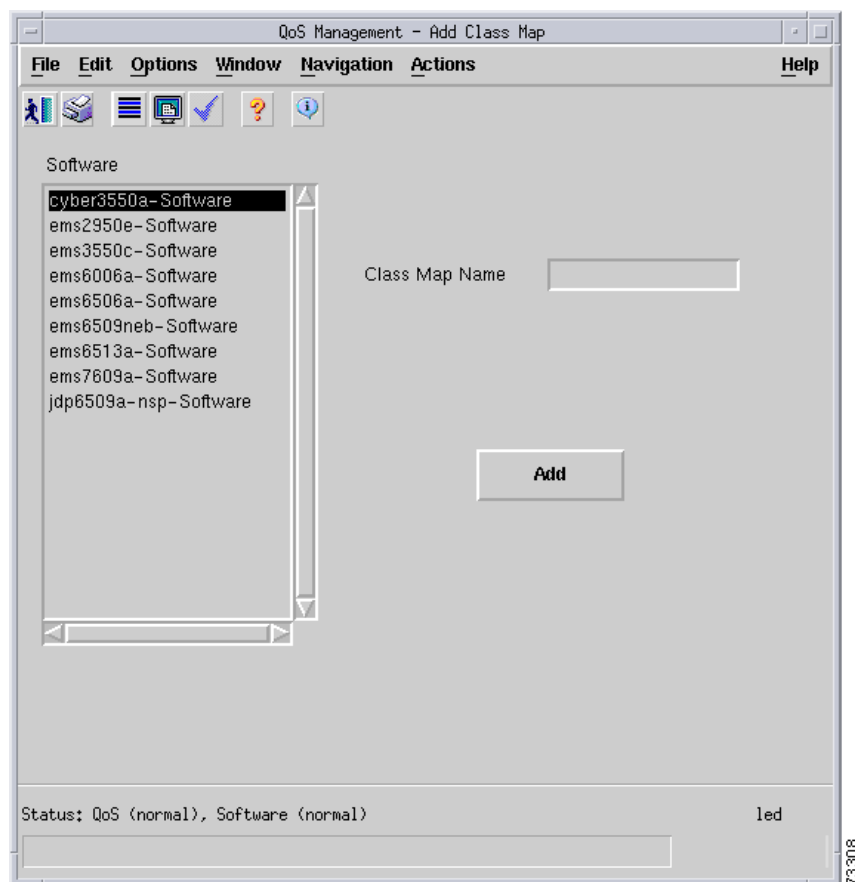 QoS Management - Add Class Map
File Edit Options Window Navigation Actions Help
Software
cyber3550a-Software
ems2950e-Software
ems3550c-Software
ems6006a-Software
ems6506a-Software
ems6509neb-Software
ems6513a-Software
ems7609a-Software
jdp6509a-nsp-Software
Class Map Name
Add
Status: QoS (normal), Software (normal) led
73308